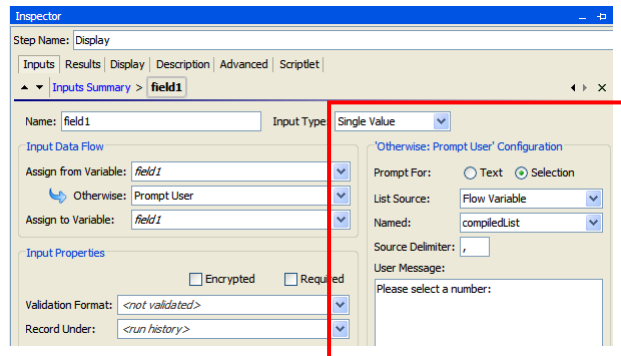 Inspector
Step Name: Display
Inputs Results Display Description Advanced Scriptlet
Inputs Summary > field1
Name: field1 Input Type: Single Value
Input Data Flow
Assign from Variable: field1
Otherwise: Prompt User
Assign to Variable: field1
Input Properties
Encrypted Required
Validation Format: <not validated>
Record Under: <run history>
'Otherwise: Prompt User' Configuration
Prompt For: Text Selection
List Source: Flow Variable
Named: compiledList
Source Delimiter: ,
User Message:
Please select a number: